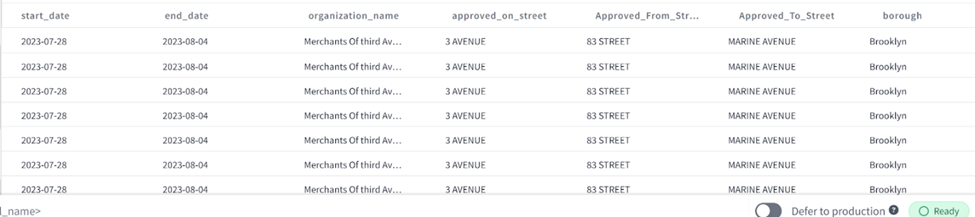 start_date end_date organization_name approved_on_street Approved_From_Str... Approved_To_Street borough
2023-07-28 2023-08-04 Merchants Of third Av... 3 AVENUE 83 STREET MARINE AVENUE Brooklyn
2023-07-28 2023-08-04 Merchants Of third Av... 3 AVENUE 83 STREET MARINE AVENUE Brooklyn
2023-07-28 2023-08-04 Merchants Of third Av... 3 AVENUE 83 STREET MARINE AVENUE Brooklyn
2023-07-28 2023-08-04 Merchants Of third Av... 3 AVENUE 83 STREET MARINE AVENUE Brooklyn
2023-07-28 2023-08-04 Merchants Of third Av... 3 AVENUE 83 STREET MARINE AVENUE Brooklyn
2023-07-28 2023-08-04 Merchants Of third Av... 3 AVENUE 83 STREET MARINE AVENUE Brooklyn
2023-07-28 2023-08-04 Merchants Of third Av... 3 AVENUE 83 STREET MARINE AVENUE Brooklyn
_name> Defer to production ? Ready